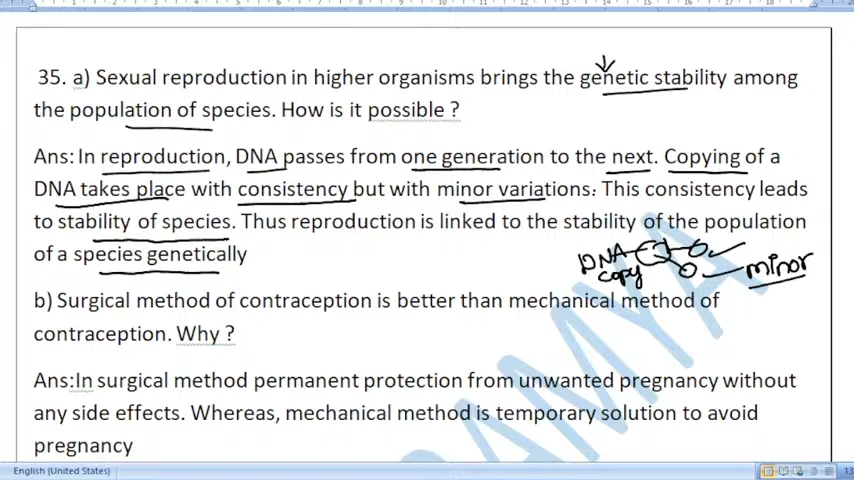 35. a) Sexual reproduction in higher organisms brings the genetic stability among
the population of species. How is it possible ?
Ans: In reproduction, DNA passes from one generation to the next. Copying of a
DNA takes place with consistency but with minor variations. This consistency leads
to stability of species. Thus reproduction is linked to the stability of the population
of a species genetically
DNA
copy
minor
b) Surgical method of contraception is better than mechanical method of
contraception. Why ?
Ans:In surgical method permanent protection from unwanted pregnancy without
any side effects. Whereas, mechanical method is temporary solution to avoid
pregnancy
RAMYA
English (United States)